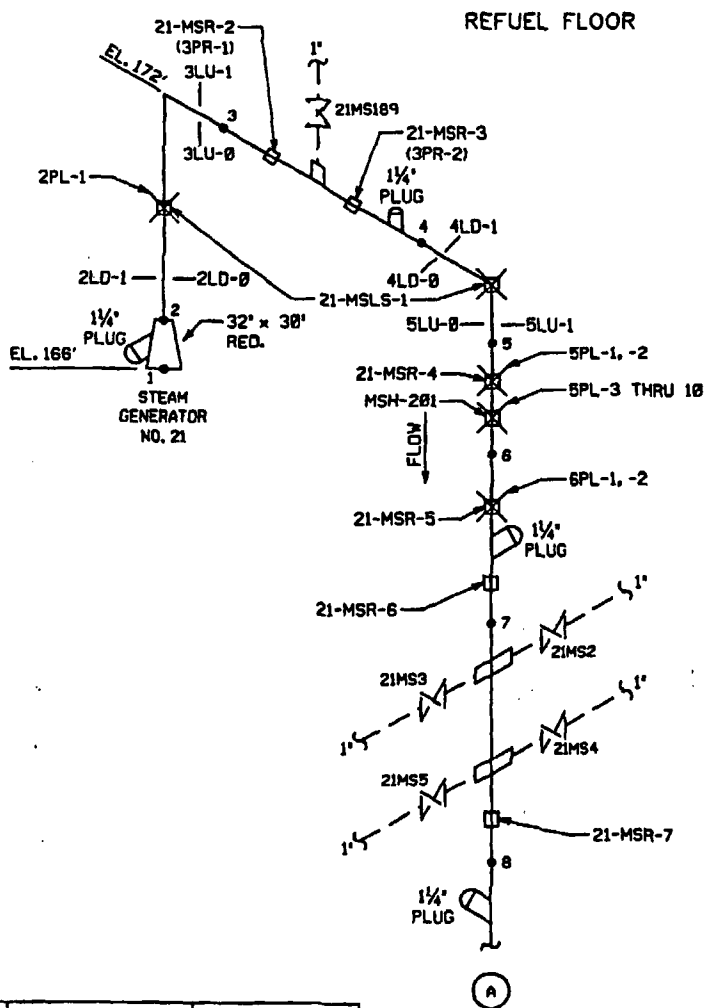 REFUEL FLOOR
21-MSR-2
(3PR-1)
1"
EL. 172'
3LU-1
21MS189
3
3LU-0
21-MSR-3
(3PR-2)
2PL-1
1¼"
PLUG
4
4LD-1
4LD-0
2LD-1
2LD-0
21-MSLS-1
2
5LU-0
5LU-1
1¼"
PLUG
32" x 30"
RED.
5
EL. 166'
1
21-MSR-4
5PL-1, -2
STEAM
GENERATOR
NO. 21
MSH-201
5PL-3 THRU 10
FLOW
6
6PL-1, -2
21-MSR-5
1¼"
PLUG
21-MSR-6
1"
7
21MS2
21MS3
1"
1"
21MS4
21MS5
1"
21-MSR-7
8
1¼"
PLUG
A